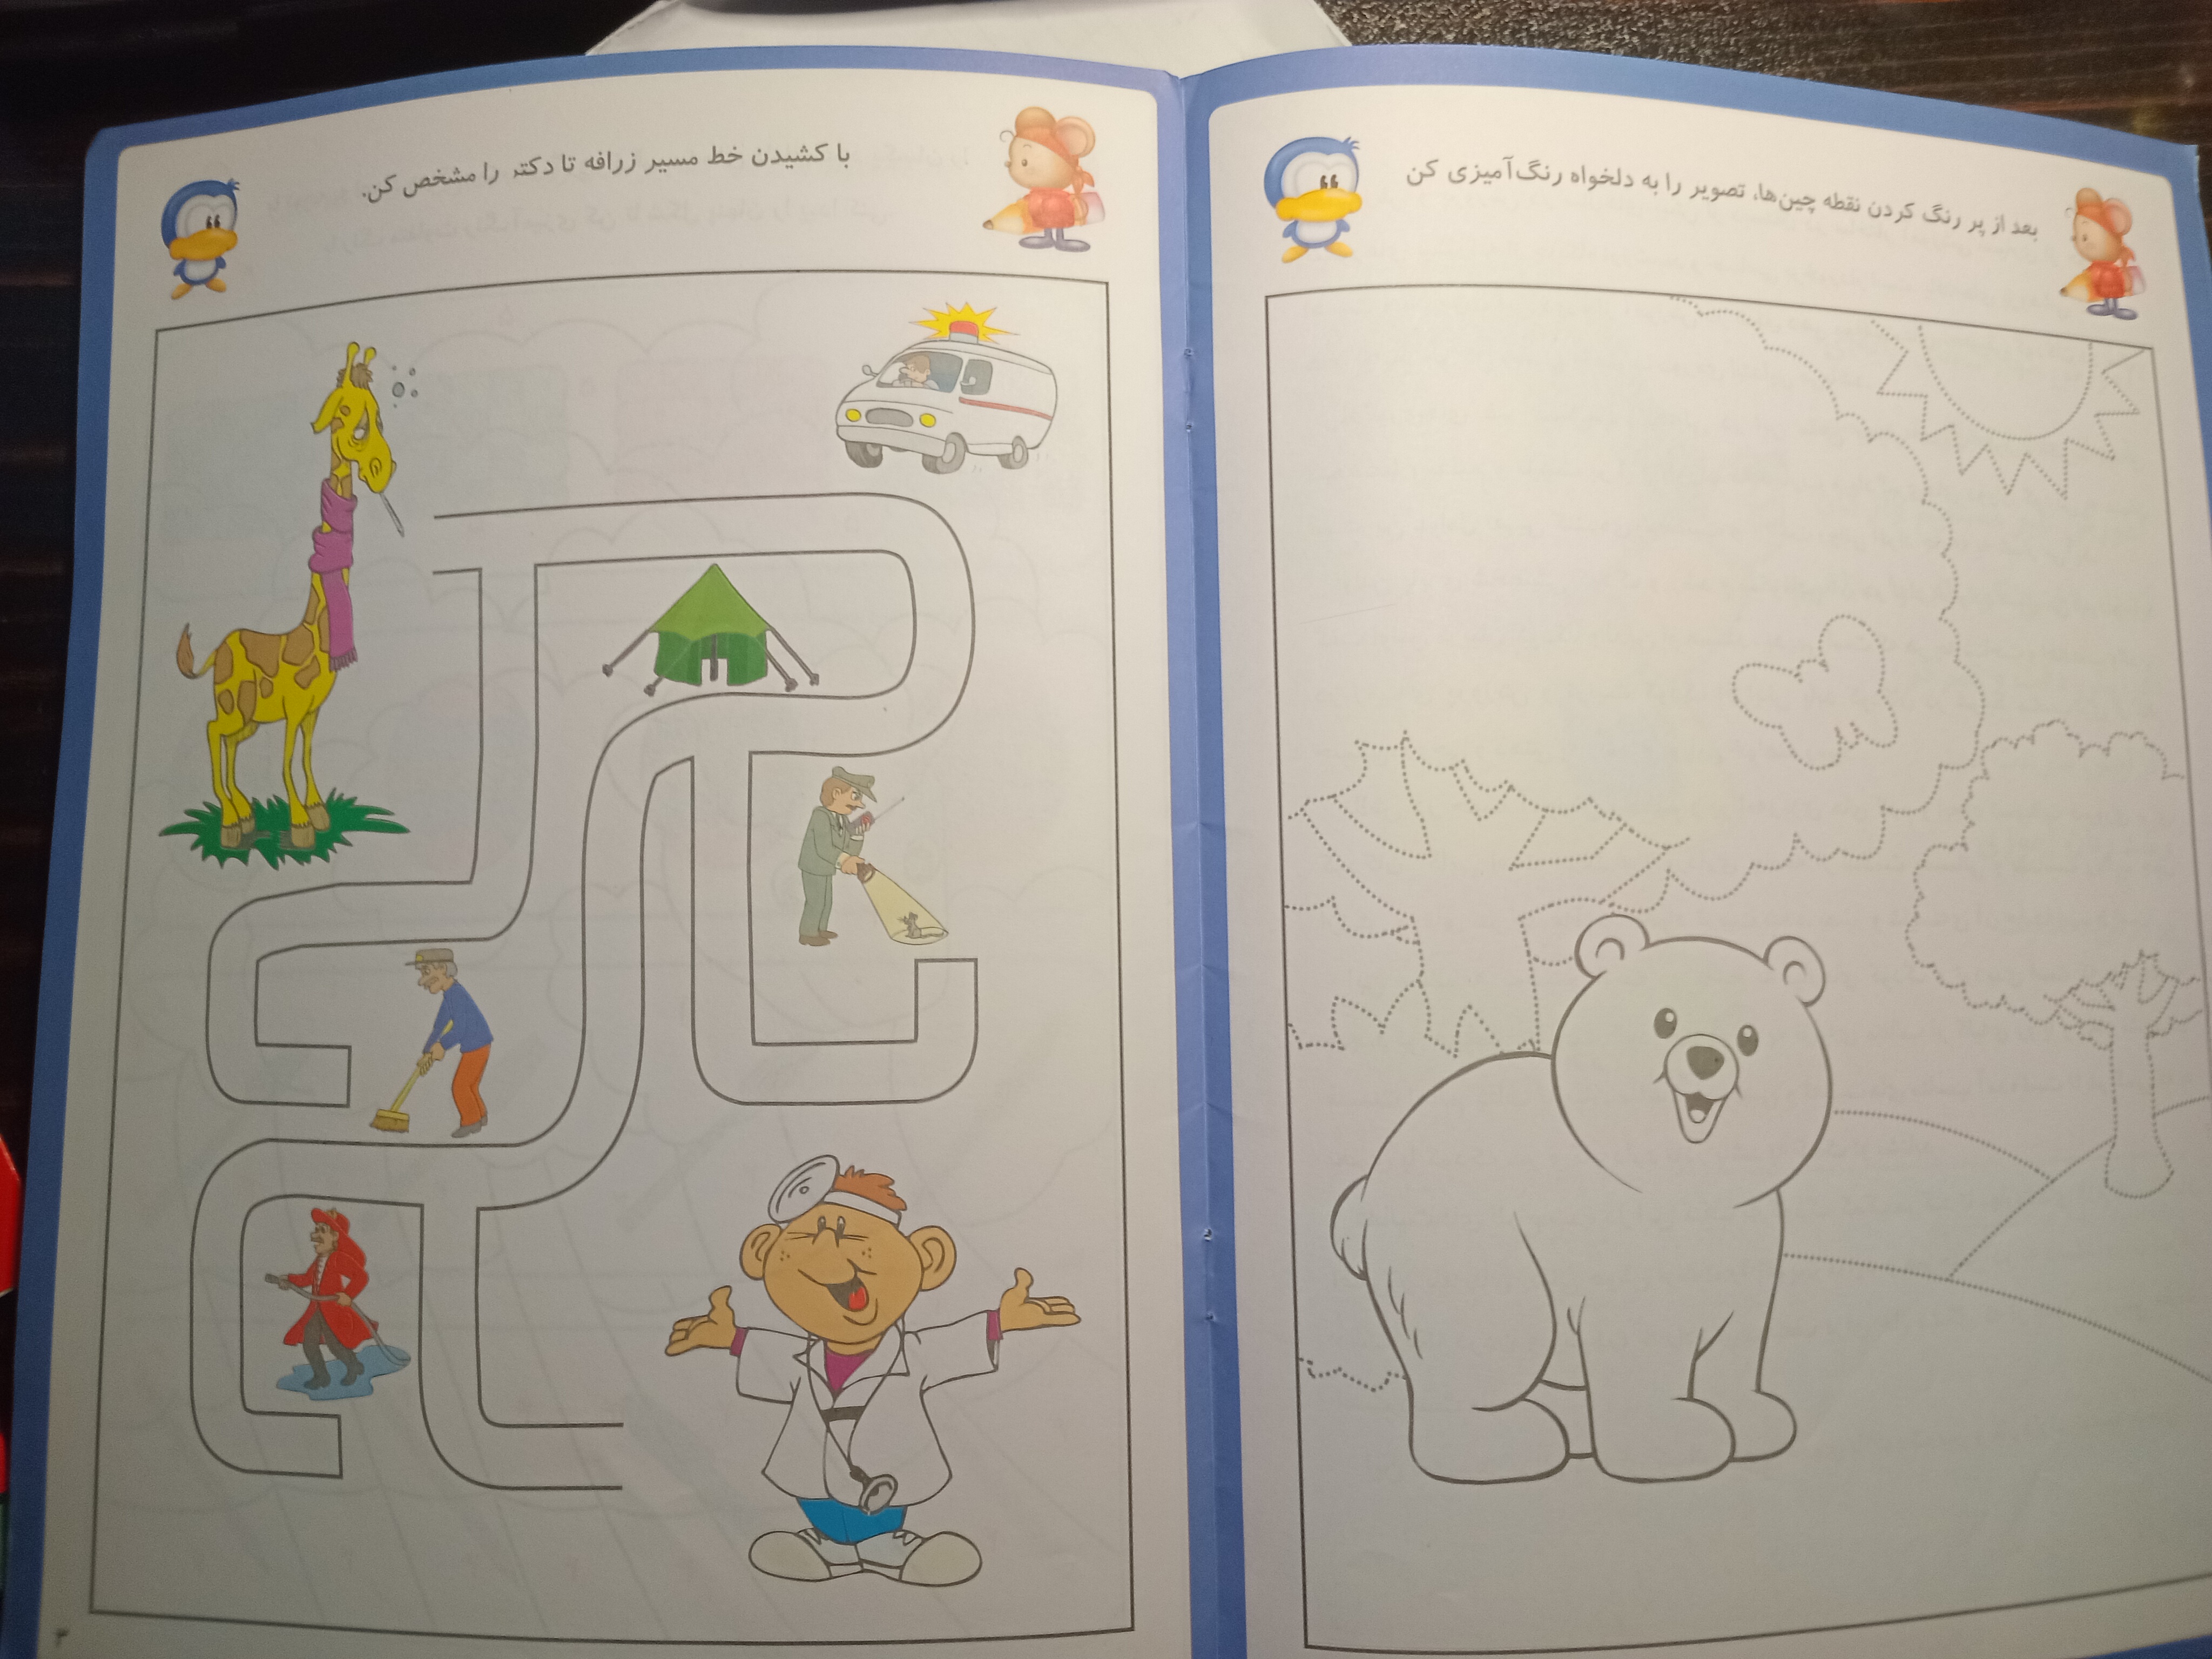 بعد از پر رنگ کردن نقطه چین‌ها، تصویر را به دلخواه رنگ‌آمیزی کن
با کشیدن خط مسیر زرافه تا دکتر را مشخص کن.
۳